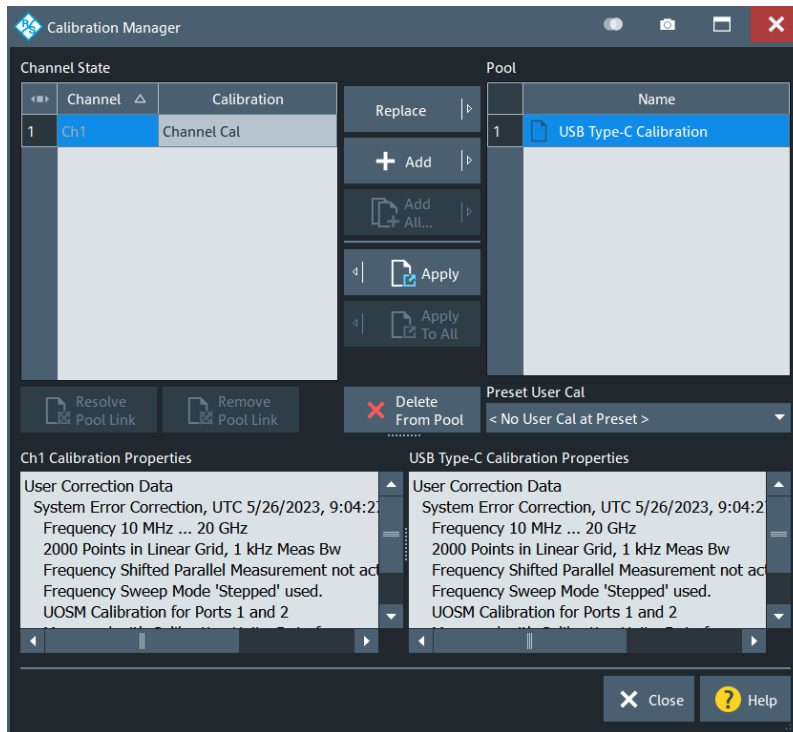 Calibration Manager
Channel State
Pool
Channel
Calibration
1
Ch1
Channel Cal
Replace
Add
Add
All...
Apply
Apply
To All
Name
1
USB Type-C Calibration
Resolve
Pool Link
Remove
Pool Link
Delete
From Pool
Preset User Cal
< No User Cal at Preset >
Ch1 Calibration Properties
User Correction Data
System Error Correction, UTC 5/26/2023, 9:04:27
Frequency 10 MHz ... 20 GHz
2000 Points in Linear Grid, 1 kHz Meas Bw
Frequency Shifted Parallel Measurement not act
Frequency Sweep Mode 'Stepped' used.
UOSM Calibration for Ports 1 and 2
USB Type-C Calibration Properties
User Correction Data
System Error Correction, UTC 5/26/2023, 9:04:2
Frequency 10 MHz ... 20 GHz
2000 Points in Linear Grid, 1 kHz Meas Bw
Frequency Shifted Parallel Measurement not act
Frequency Sweep Mode 'Stepped' used.
UOSM Calibration for Ports 1 and 2
Close
? Help